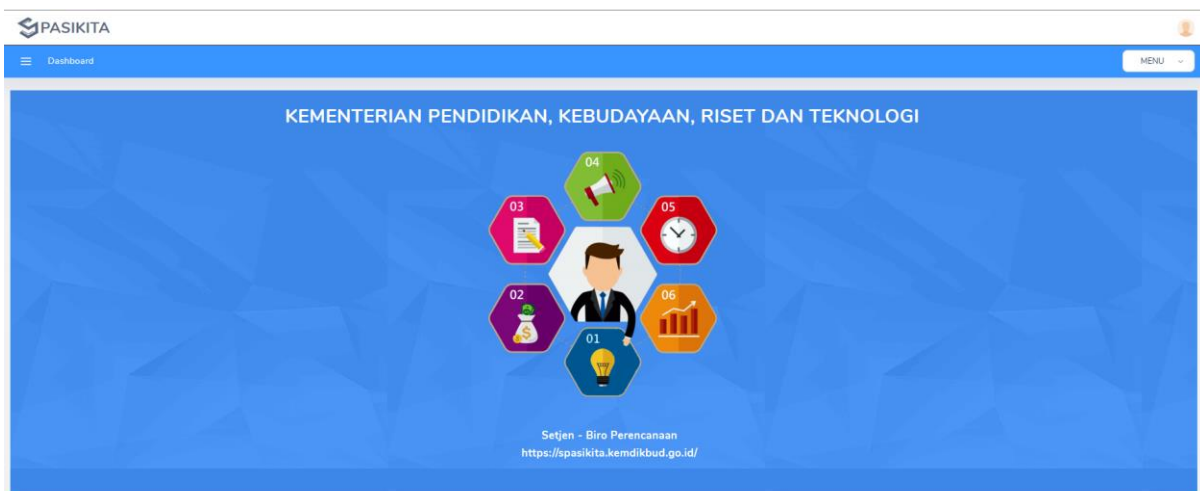 SPASIKITA
Dashboard
MENU
KEMENTERIAN PENDIDIKAN, KEBUDAYAAN, RISET DAN TEKNOLOGI
04
03
05
02
06
01
Setjen - Biro Perencanaan
https://spasikita.kemdikbud.go.id/